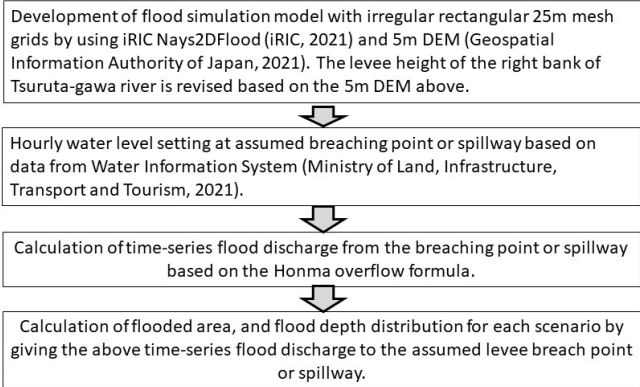 Development of flood simulation model with irregular rectangular 25m mesh
grids by using iRIC Nays2DFlood (iRIC, 2021) and 5m DEM (Geospatial
Information Authority of Japan, 2021). The levee height of the right bank of
Tsuruta-gawa river is revised based on the 5m DEM above.
Hourly water level setting at assumed breaching point or spillway based on
data from Water Information System (Ministry of Land, Infrastructure,
Transport and Tourism, 2021).
Calculation of time-series flood discharge from the breaching point or spillway
based on the Honma overflow formula.
Calculation of flooded area, and flood depth distribution for each scenario by
giving the above time-series flood discharge to the assumed levee breach point
or spillway.